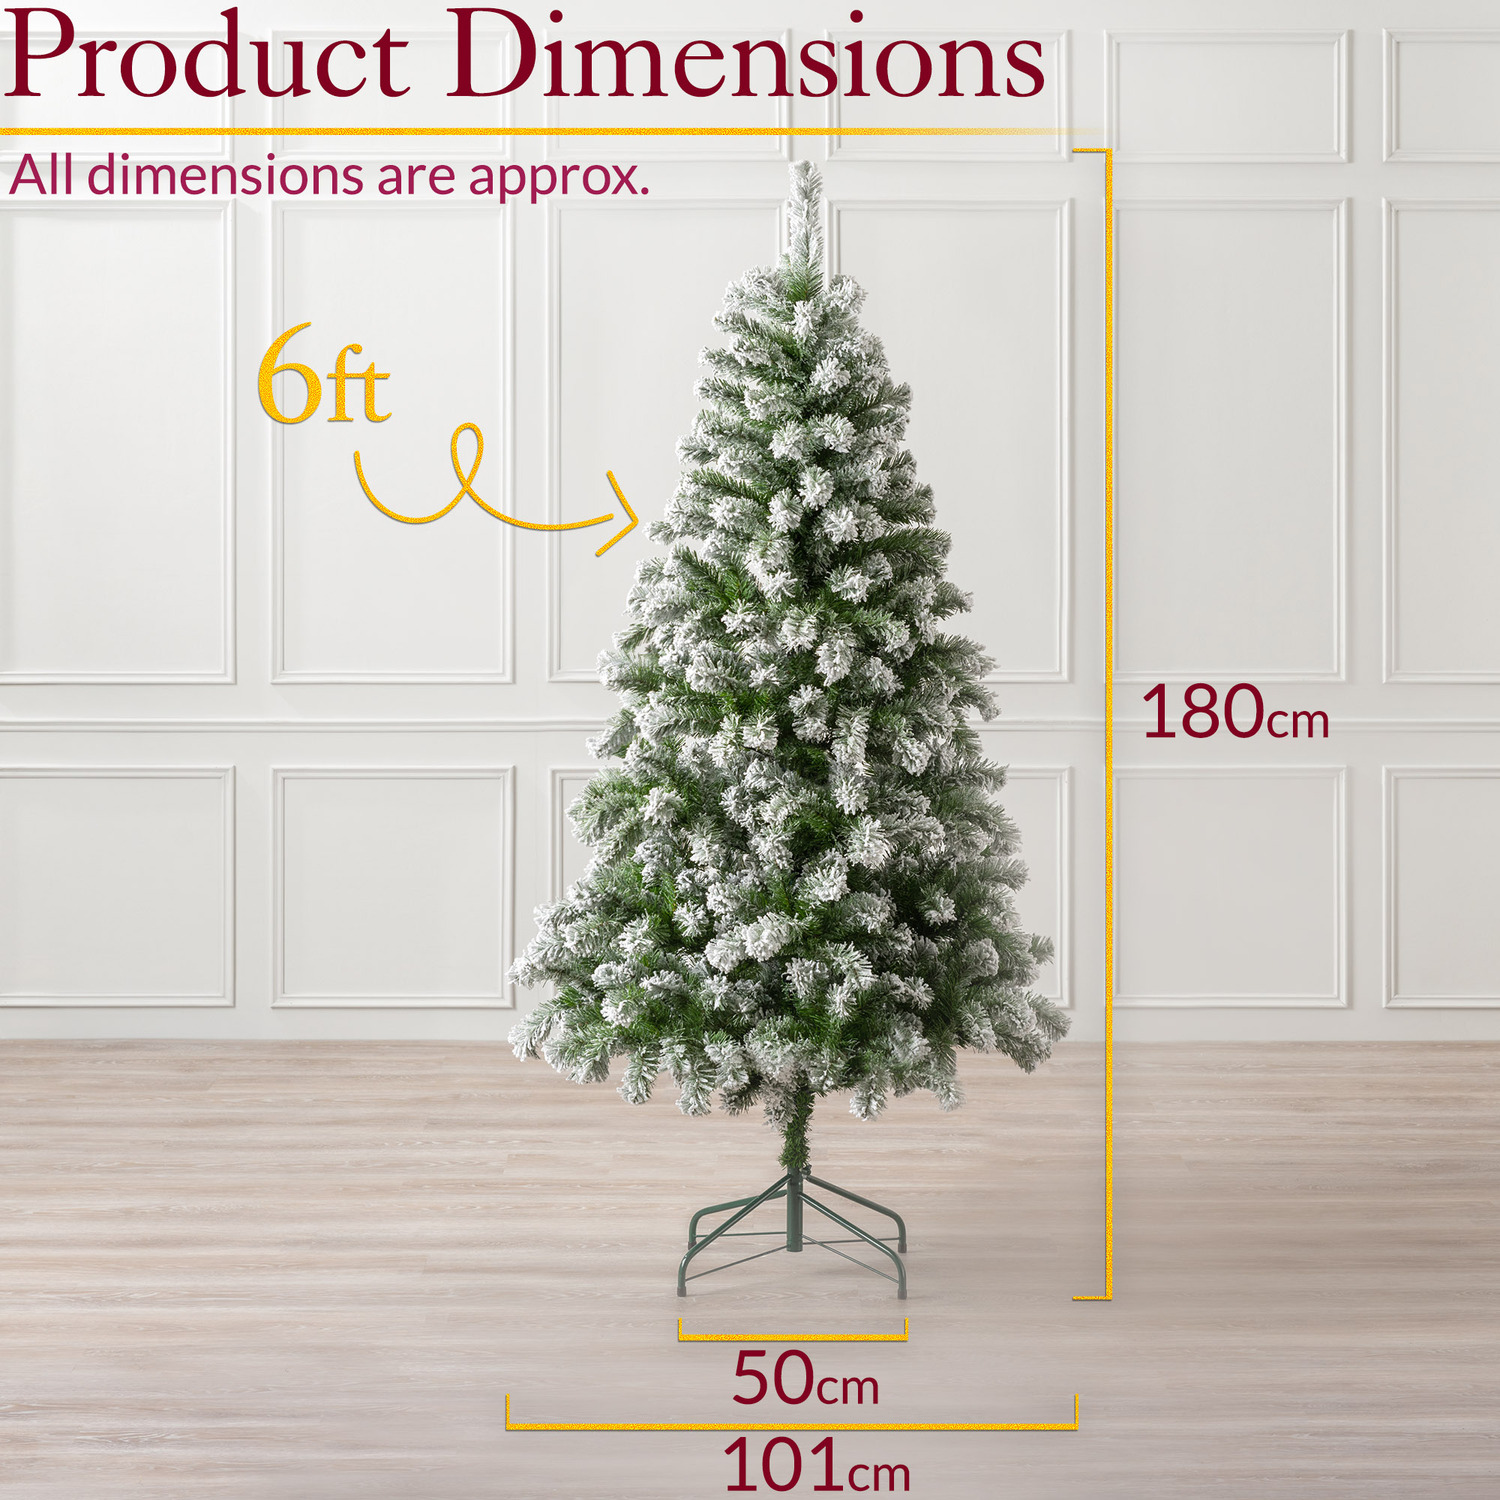 Product Dimensions
All dimensions are approx.
6ft
180cm
50cm
101cm